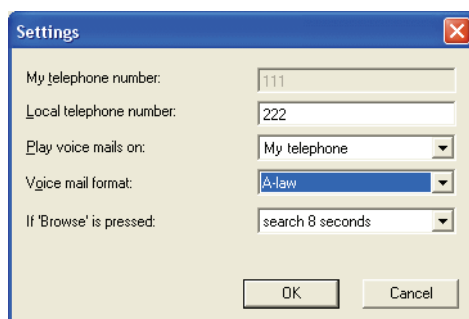 Settings
My telephone number: 111
Local telephone number: 222
Play voice mails on: My telephone
Voice mail format: A-law
If 'Browse' is pressed: search 8 seconds
OK Cancel